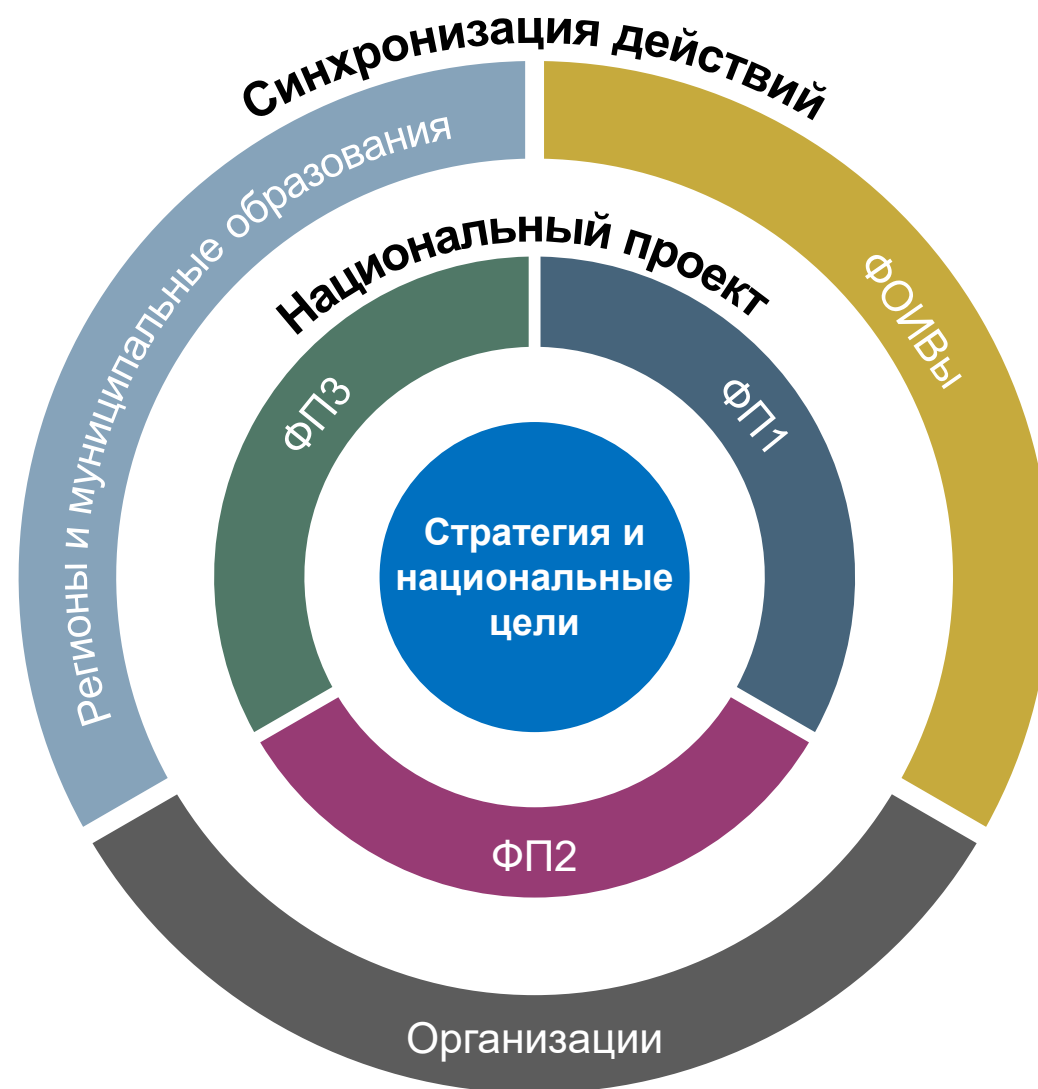 Синхронизация действий
Регионы и муниципальные образования
ФОИВы
Национальный проект
ФП3
ФП1
Стратегия и
национальные
цели
ФП2
Организации